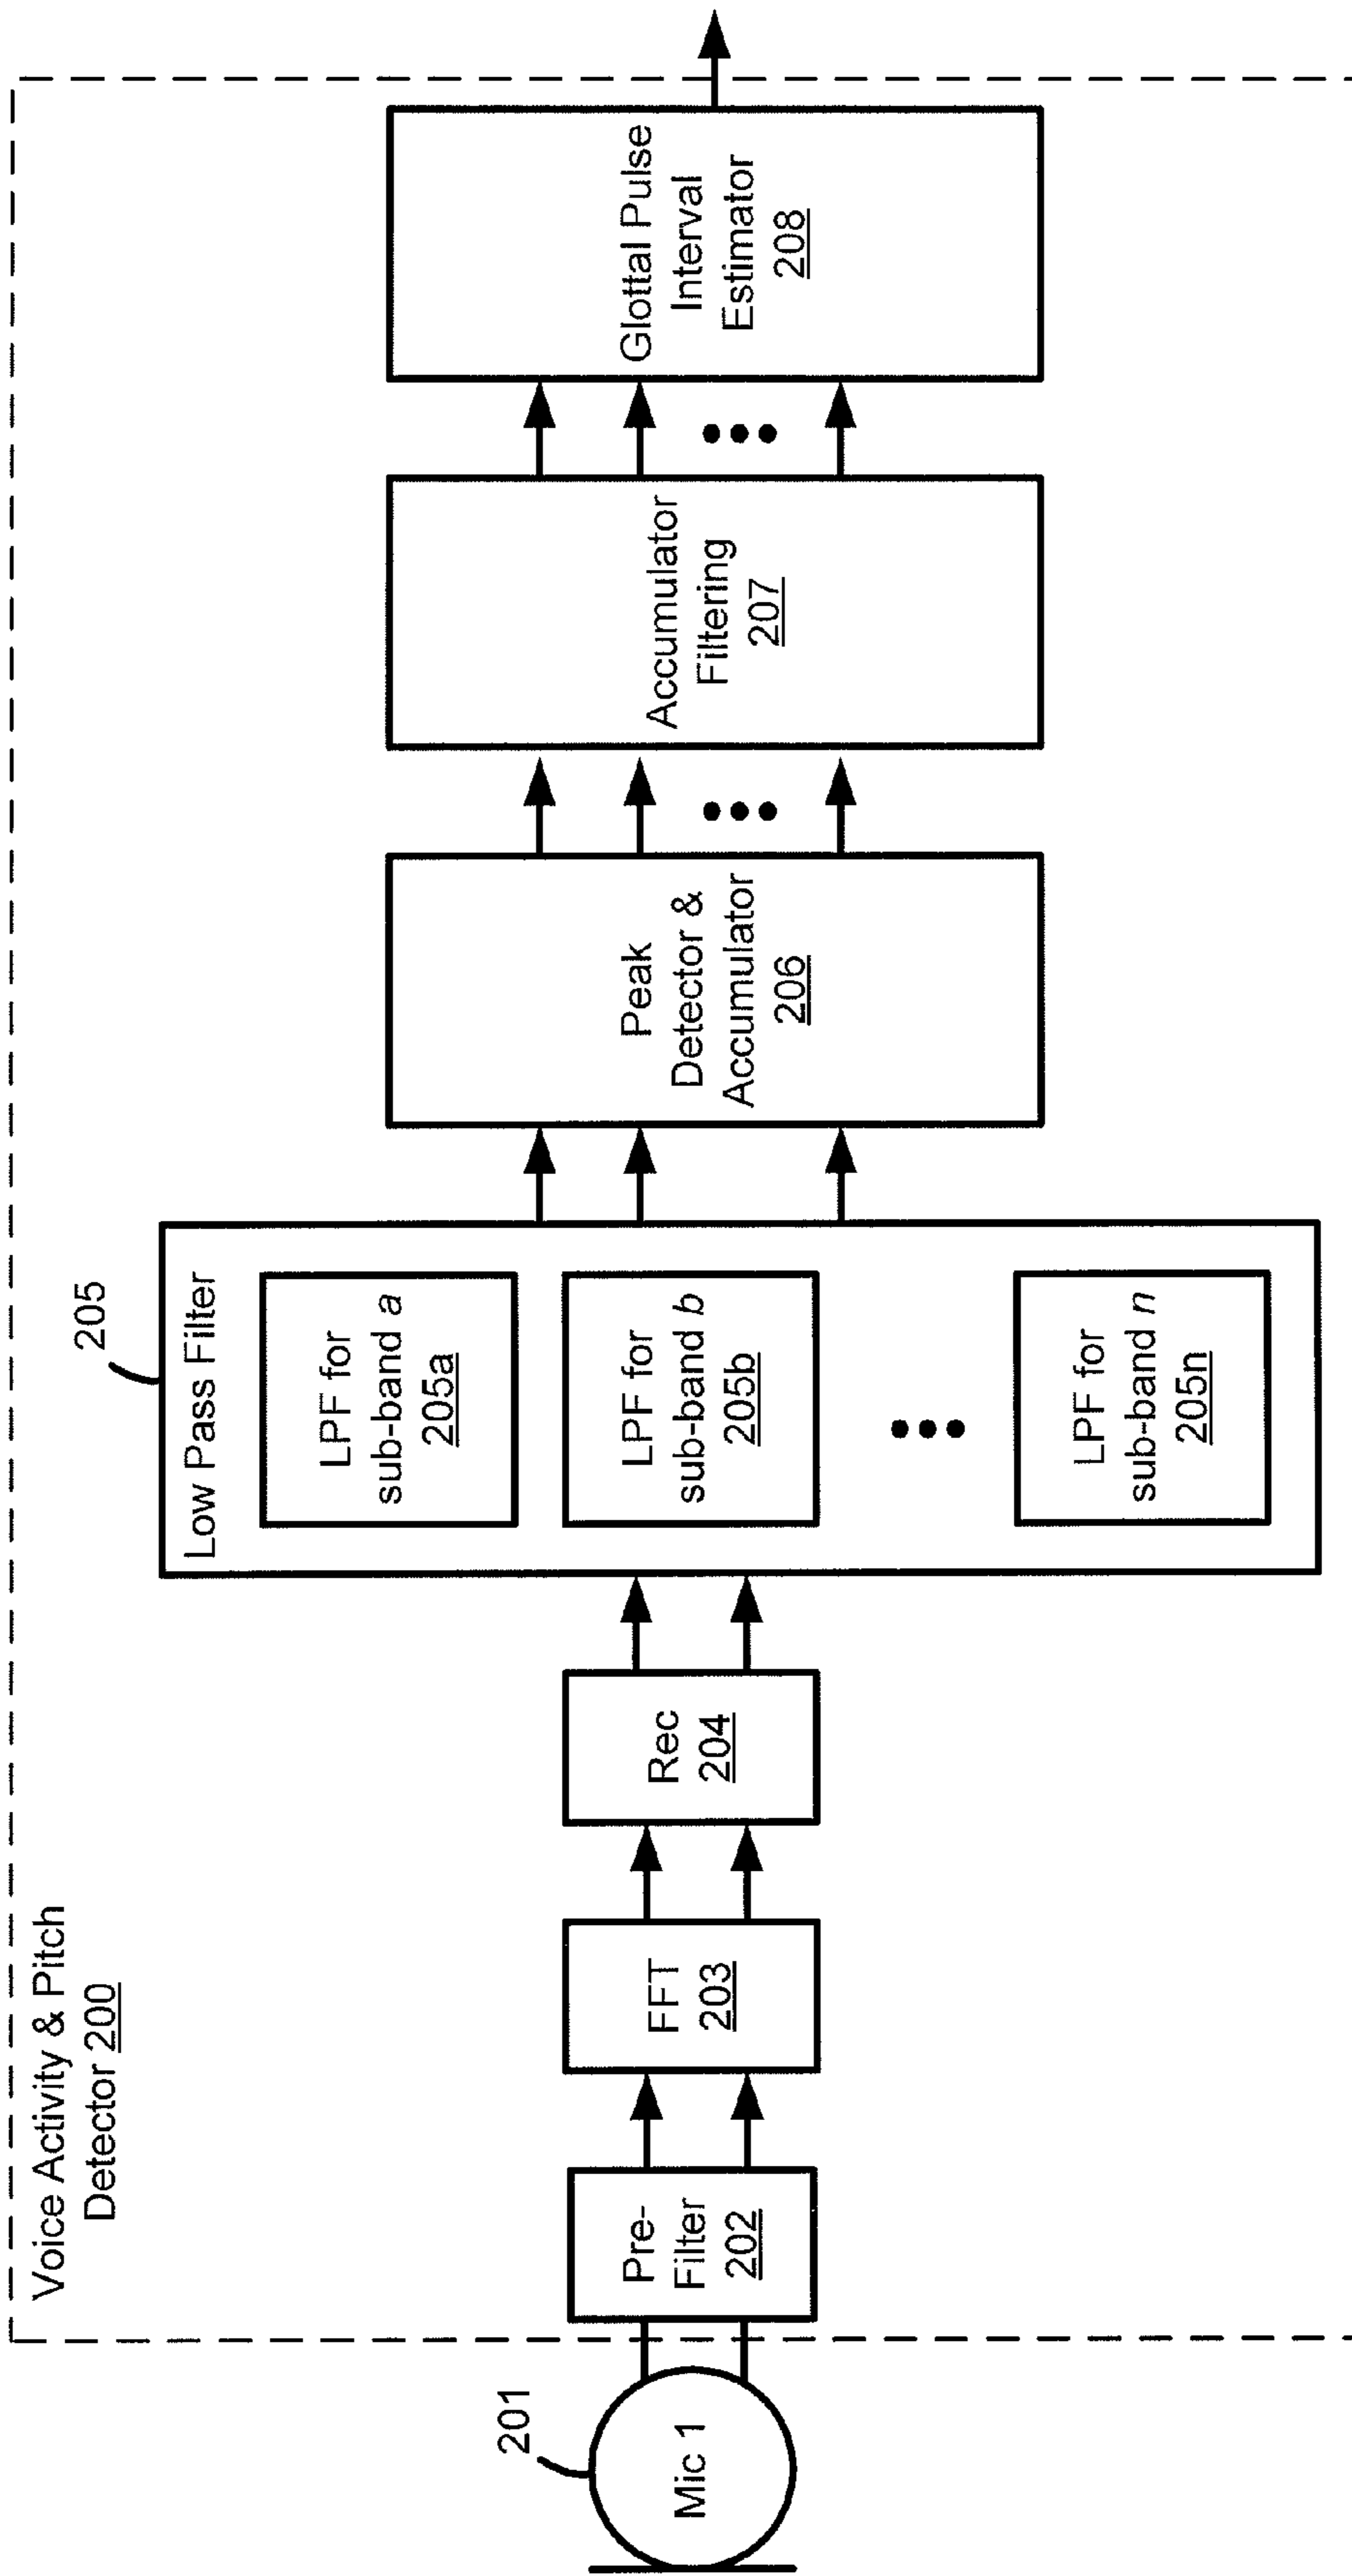 Voice Activity & Pitch
Detector 200
201
Mic 1
Pre-
Filter
202
FFT
203
Rec
204
205
Low Pass Filter
LPF for
sub-band a
205a
LPF for
sub-band b
205b
LPF for
sub-band n
205n
Peak
Detector &
Accumulator
206
Accumulator
Filtering
207
Glottal Pulse
Interval
Estimator
208